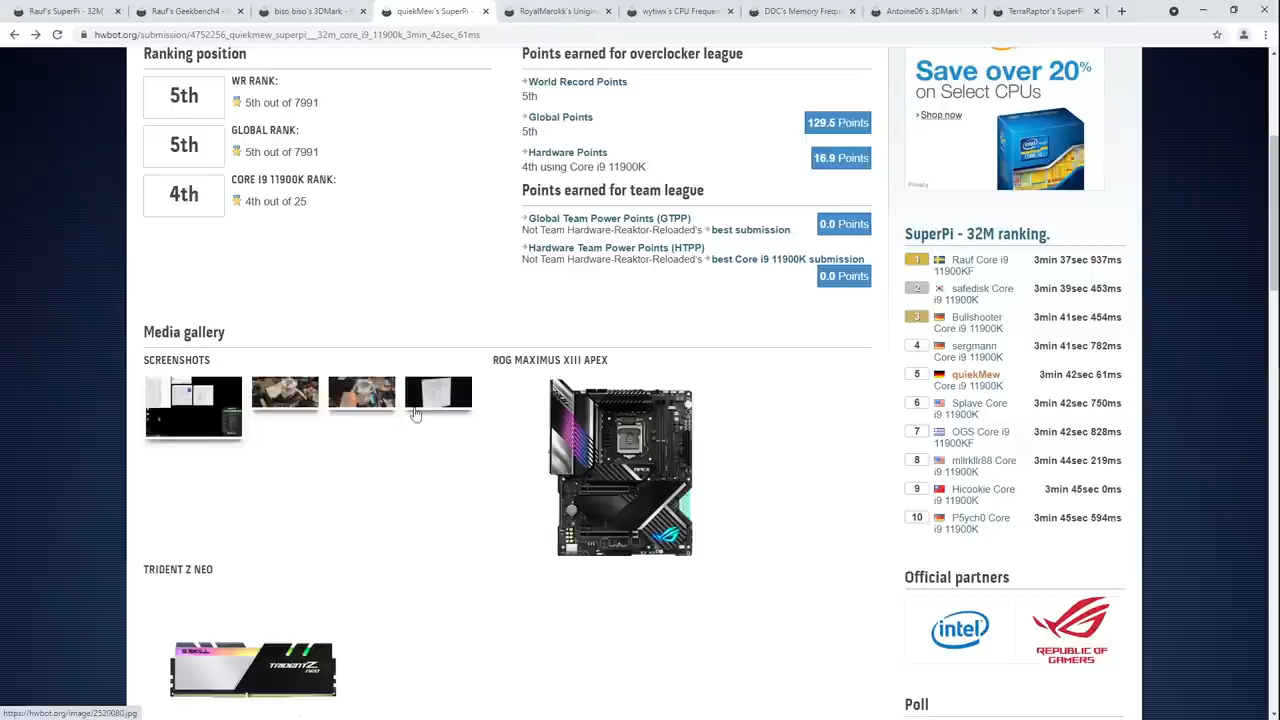 Rauf's SuperPi - 32M
Rauf's Geekbench4 -
biso biso's 3DMark -
quiekMew's SuperPi -
RoyalMarokk's Unigin
wytiwx's CPU Frequen
DDC's Memory Freque
Antoine06's 3DMark
TerraRaptor's SuperPI
hwbot.org/submission/4752256_quiekmew_superpi___32m_core_i9_11900k_3min_42sec_61ms
Ranking position
5th
WR RANK:
5th out of 7991
5th
GLOBAL RANK:
5th out of 7991
4th
CORE I9 11900K RANK:
4th out of 25
Points earned for overclocker league
World Record Points
5th
Global Points
5th
129.5 Points
Hardware Points
4th using Core i9 11900K
16.9 Points
Points earned for team league
Global Team Power Points (GTPP)
Not Team Hardware-Reaktor-Reloaded's best submission
0.0 Points
Hardware Team Power Points (HTPP)
Not Team Hardware-Reaktor-Reloaded's best Core i9 11900K submission
0.0 Points
Media gallery
SCREENSHOTS
ROG MAXIMUS XIII APEX
TRIDENT Z NEO
G.SKILL
TRIDENTZ
neo
Save over 20%
on Select CPUs
Shop now
Privacy
SuperPi - 32M ranking.
1 Rauf Core i9 11900KF 3min 37sec 937ms
2 safedisk Core i9 11900K 3min 39sec 453ms
3 Bullshooter Core i9 11900K 3min 41sec 454ms
4 sergmann Core i9 11900K 3min 41sec 782ms
5 quiekMew Core i9 11900K 3min 42sec 61ms
6 Splave Core i9 11900K 3min 42sec 750ms
7 OGS Core i9 11900KF 3min 42sec 828ms
8 mllrkllr88 Core i9 11900K 3min 44sec 219ms
9 Hicookie Core i9 11900K 3min 45sec 0ms
10 P5ych0 Core i9 11900K 3min 45sec 594ms
Official partners
intel
REPUBLIC OF
GAMERS
Poll
https://hwbot.org/image/2520080.jpg